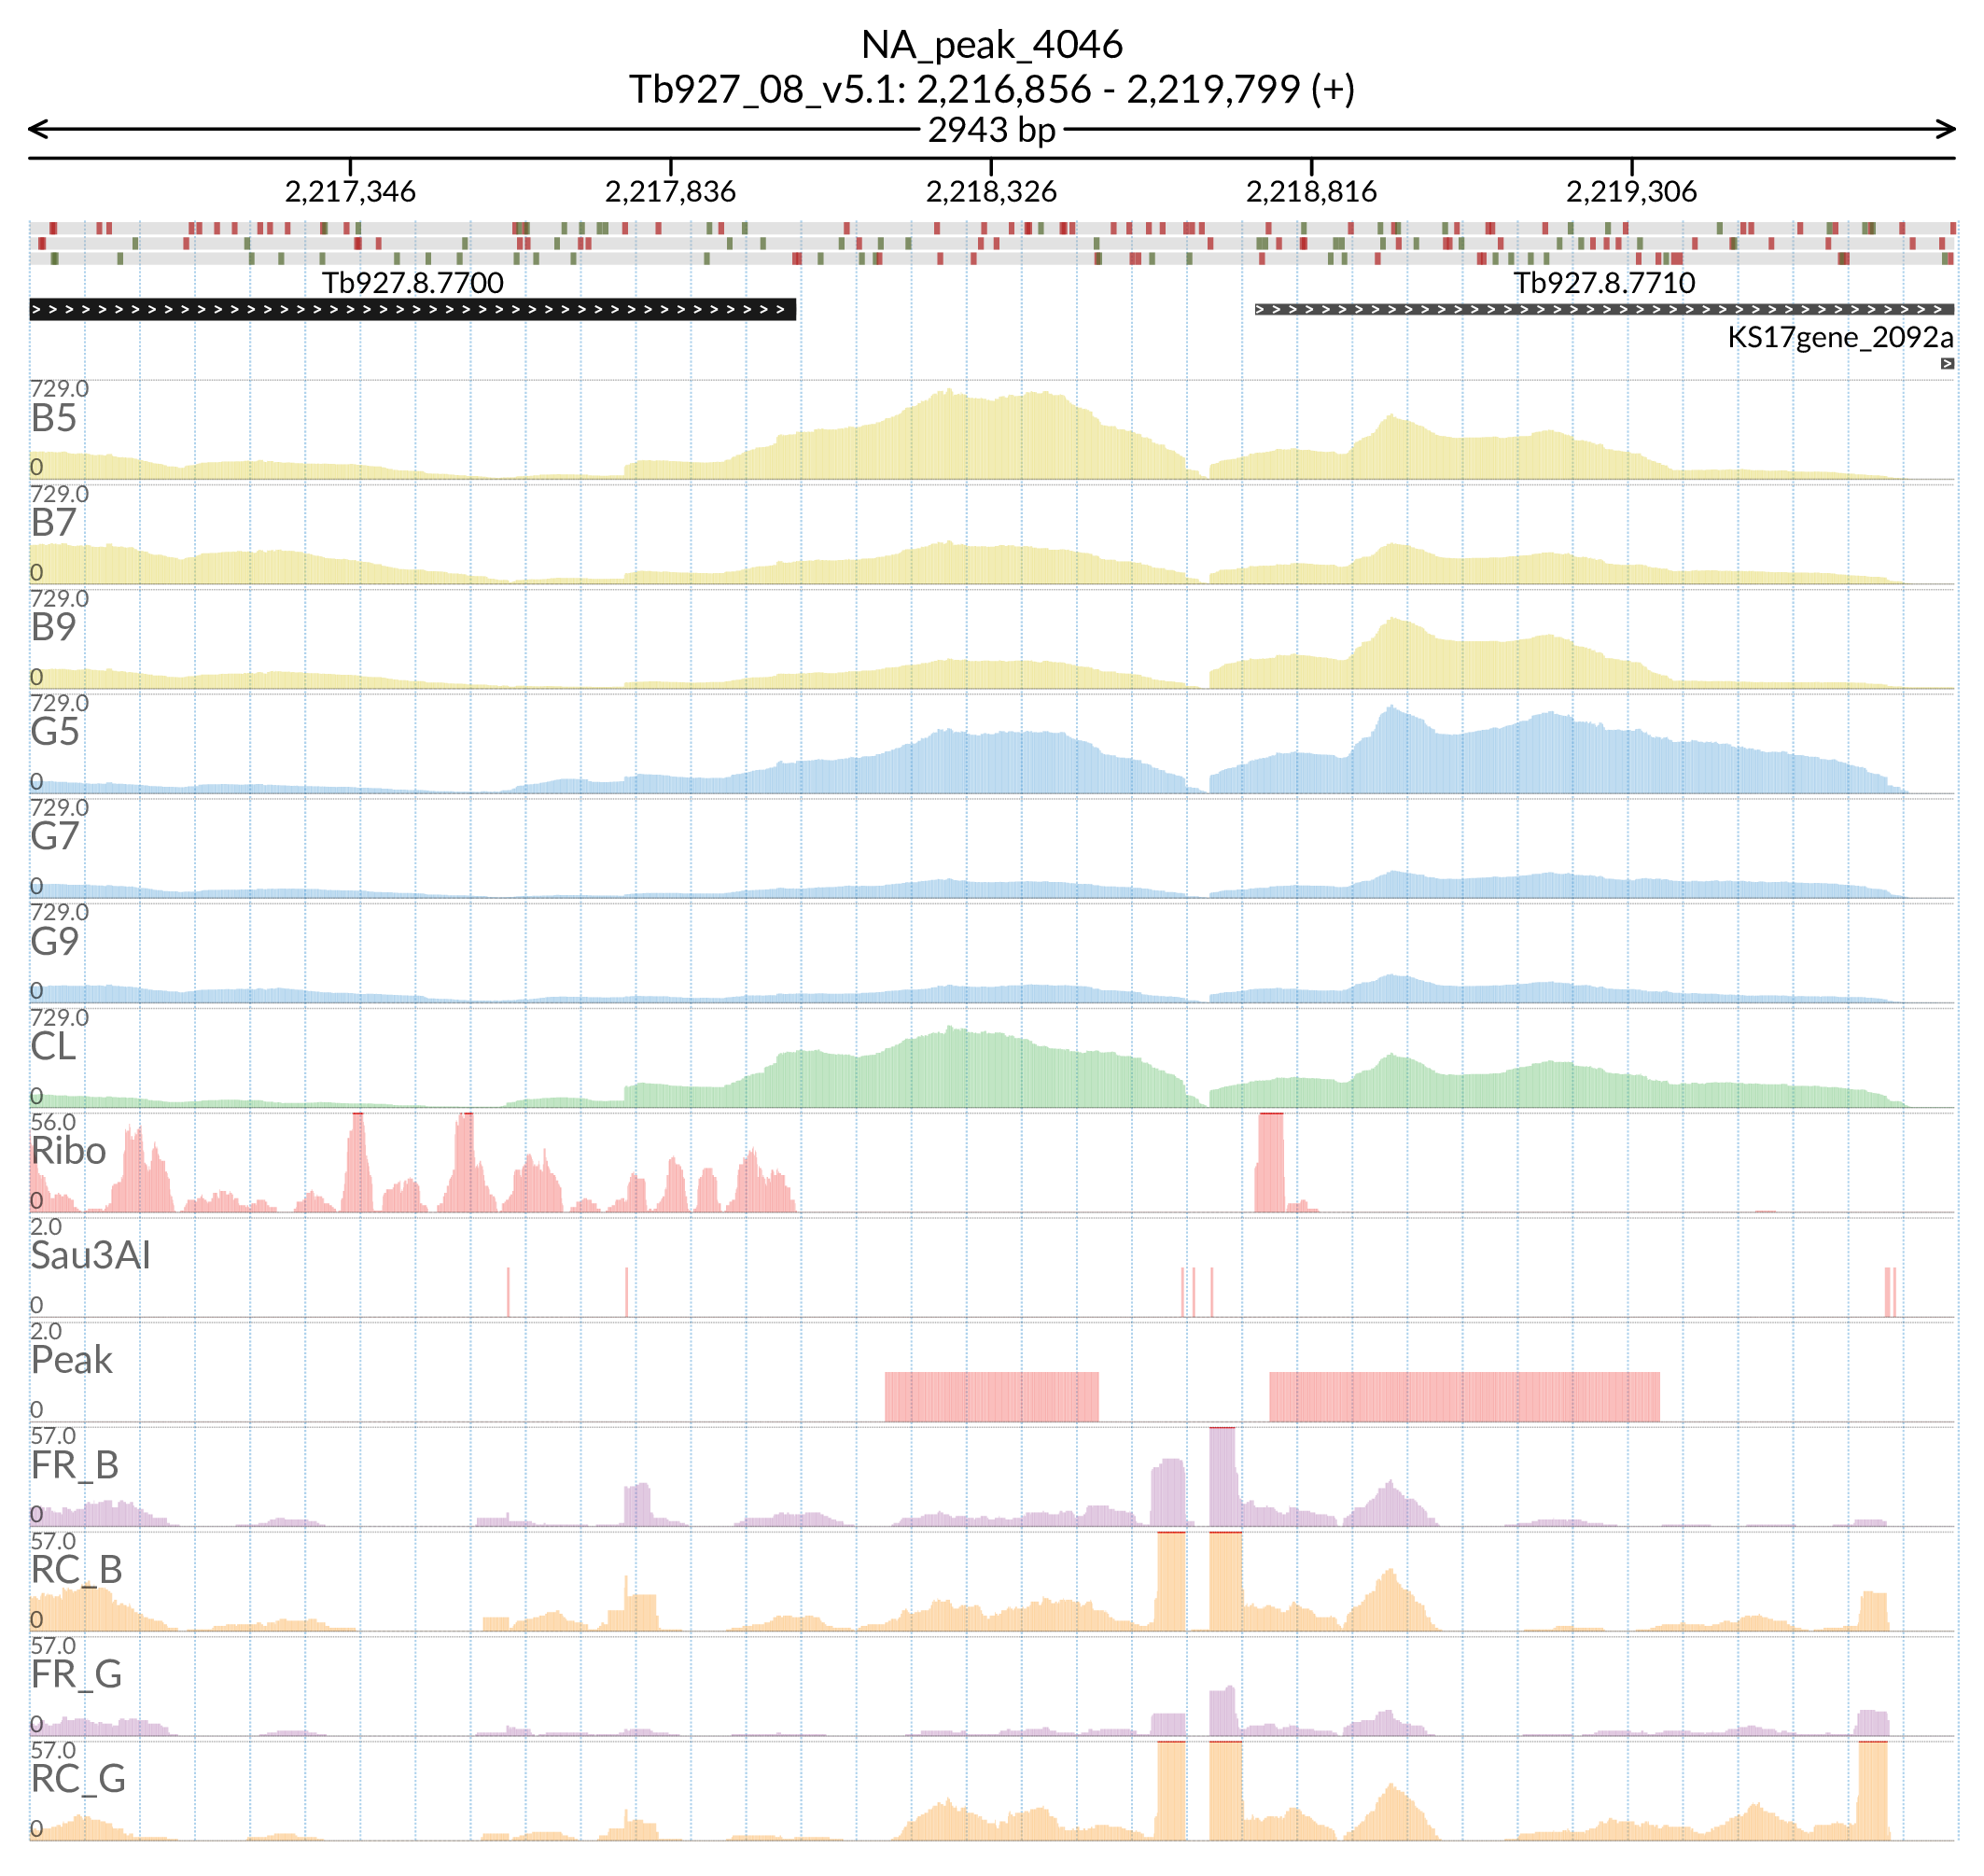 NA_peak_4046
Tb927_08_v5.1: 2,216,856 - 2,219,799 (+)
2943 bp
2,217,346 2,217,836 2,218,326 2,218,816 2,219,306
Tb927.8.7700 Tb927.8.7710
KS17gene_2092a
729.0
B5
0
729.0
B7
0
729.0
B9
0
729.0
G5
0
729.0
G7
0
729.0
G9
0
729.0
CL
0
56.0
Ribo
0
2.0
Sau3AI
0
2.0
Peak
0
57.0
FR_B
0
57.0
RC_B
0
57.0
FR_G
0
57.0
RC_G
0